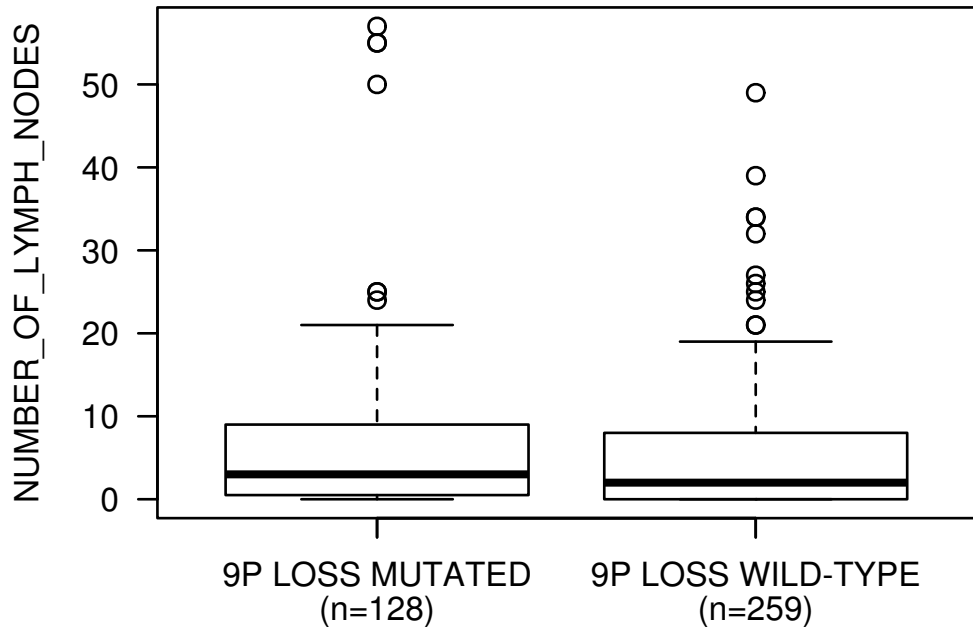 NUMBER_OF_LYMPH_NODES
50
40
30
20
10
0
9P LOSS MUTATED
(n=128)
9P LOSS WILD-TYPE
(n=259)